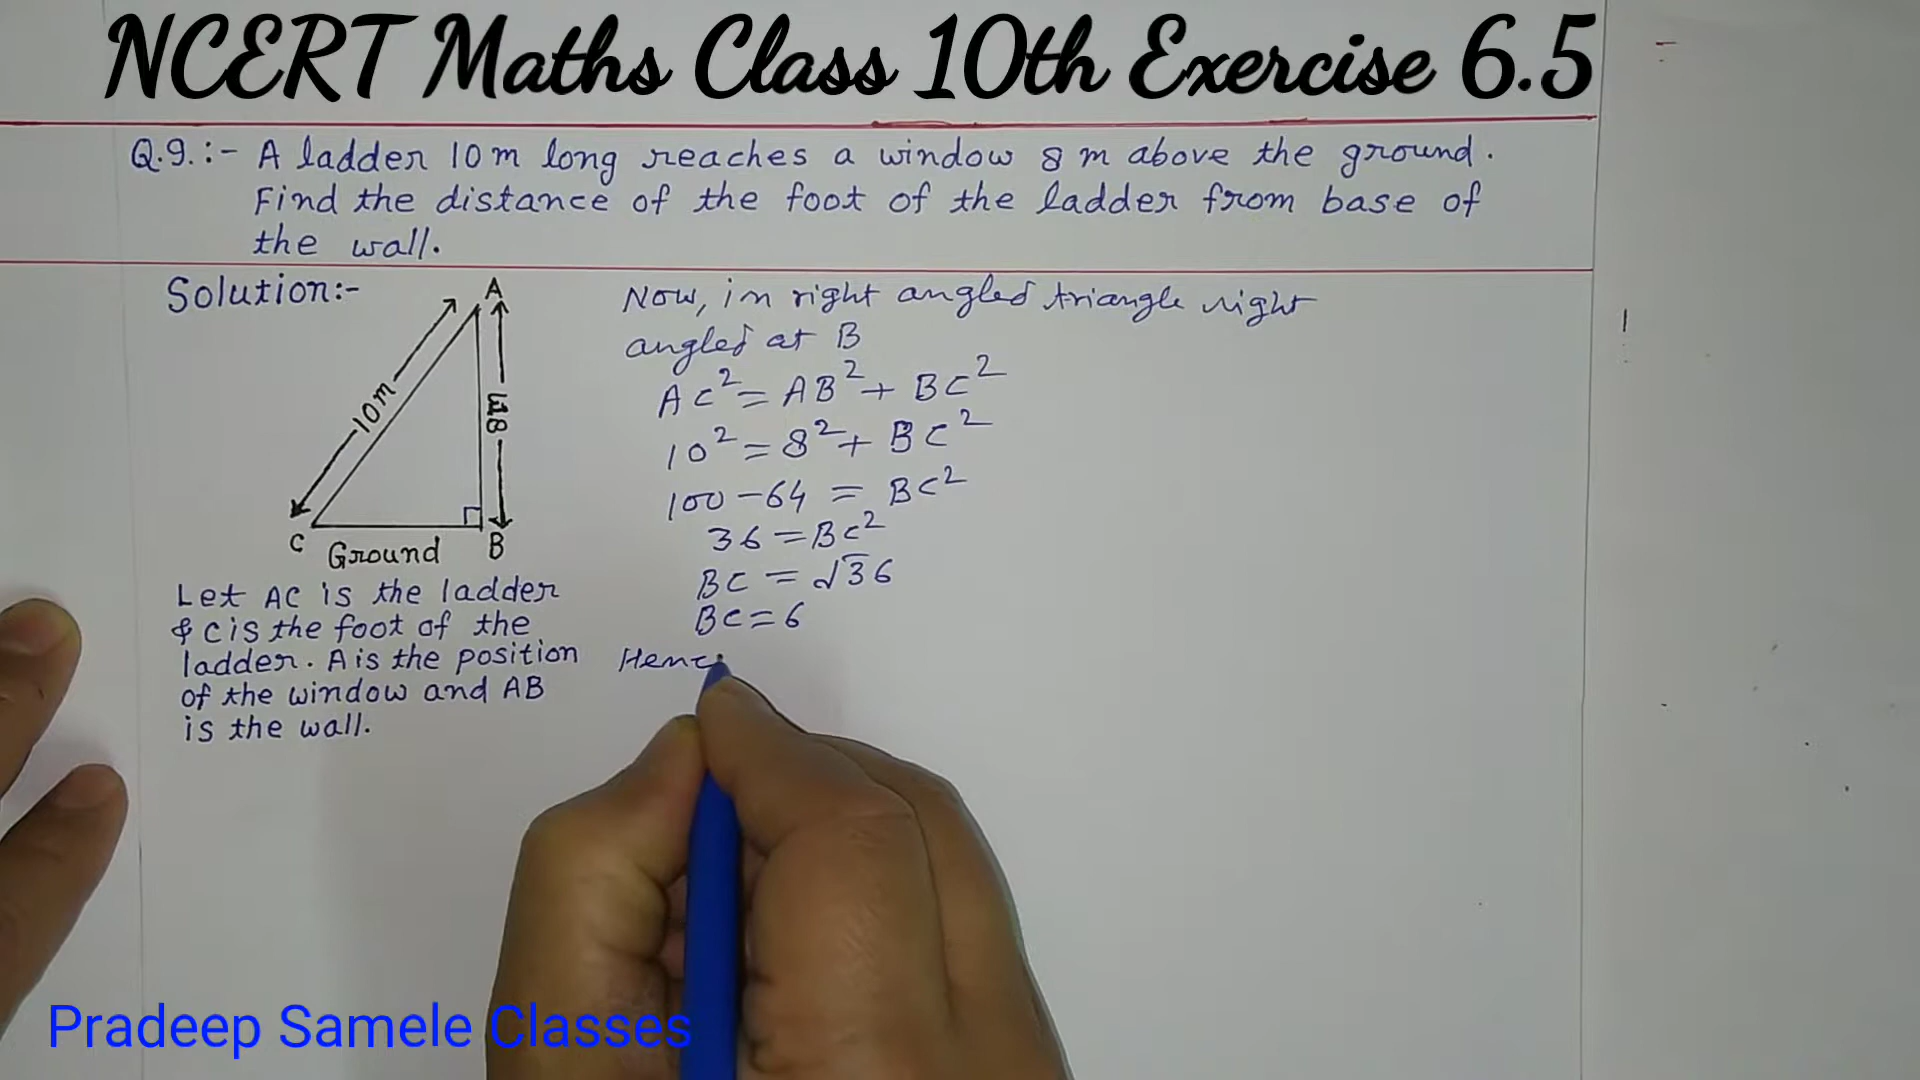 NCERT Maths Class 10th Exercise 6.5
Q.9.:- A ladder 10 m long reaches a window 8 m above the ground.
Find the distance of the foot of the ladder from base of
the wall.
Solution:-
A
10 m
8 m
C
Ground
B
Let AC is the ladder
& C is the foot of the
ladder. A is the position
of the window and AB
is the wall.
Now, in right angled triangle right
angled at B
AC² = AB² + BC²
10² = 8² + BC²
100 - 64 = BC²
36 = BC²
BC = √36
BC = 6
Henc
Pradeep Samele Classes